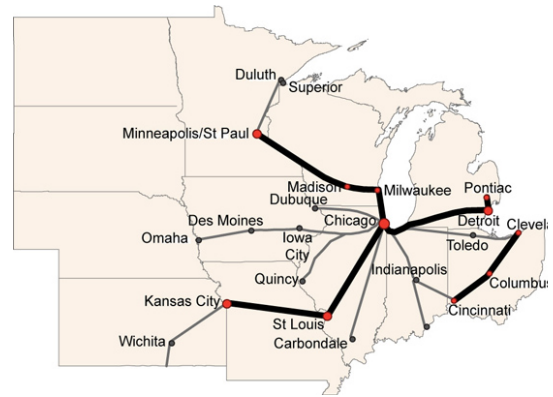 Duluth
Superior
Minneapolis/St Paul
Madison
Milwaukee
Pontiac
Dubuque
Chicago
Detroit
Clevela
Des Moines
Toledo
Omaha
Iowa
City
Indianapolis
Quincy
Columbus
Kansas City
Cincinnati
St Louis
Wichita
Carbondale